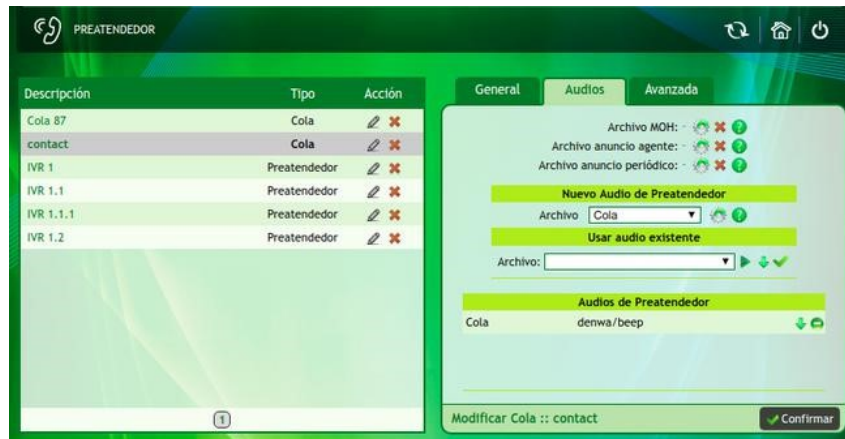 PREATENDEDOR
Descripción Tipo Acción
Cola 87 Cola
contact Cola
IVR 1 Preatendedor
IVR 1.1 Preatendedor
IVR 1.1.1 Preatendedor
IVR 1.2 Preatendedor
1
General Audios Avanzada
Archivo MOH: -
Archivo anuncio agente: -
Archivo anuncio periódico: -
Nuevo Audio de Preatendedor
Archivo Cola
Usar audio existente
Archivo:
Audios de Preatendedor
Cola denwa/beep
Modificar Cola :: contact Confirmar